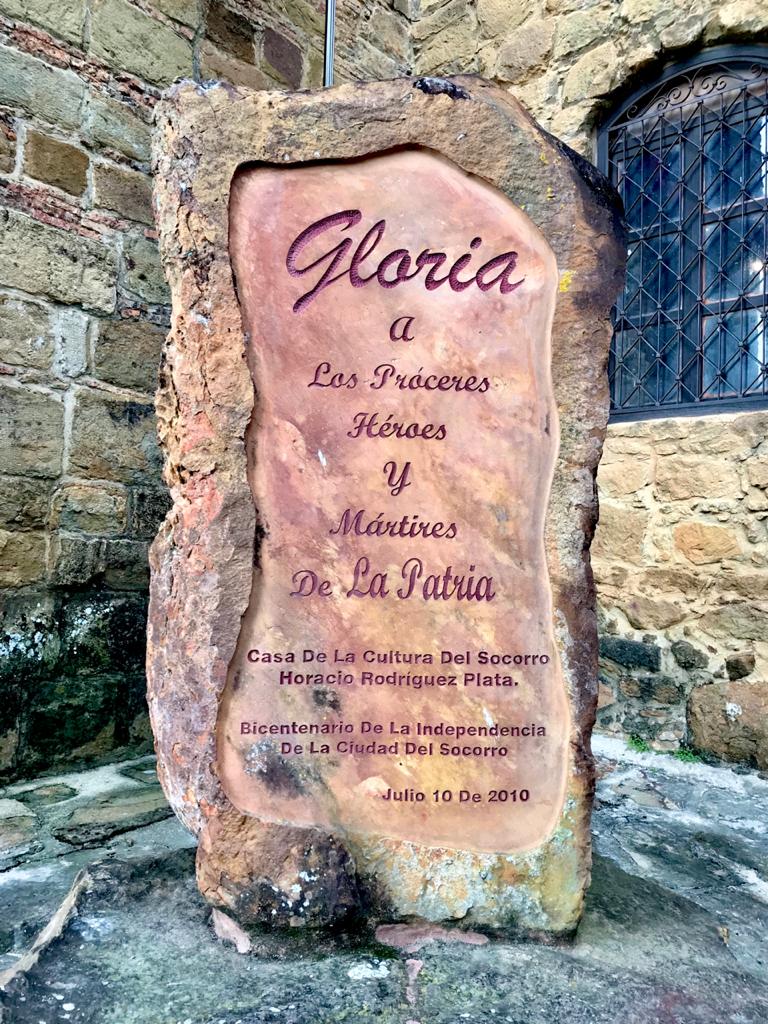 Gloria
a
Los Próceres
Héroes
Y
Mártires
De La Patria
Casa De La Cultura Del Socorro
Horacio Rodríguez Plata.
Bicentenario De La Independencia
De La Ciudad Del Socorro
Julio 10 De 2010